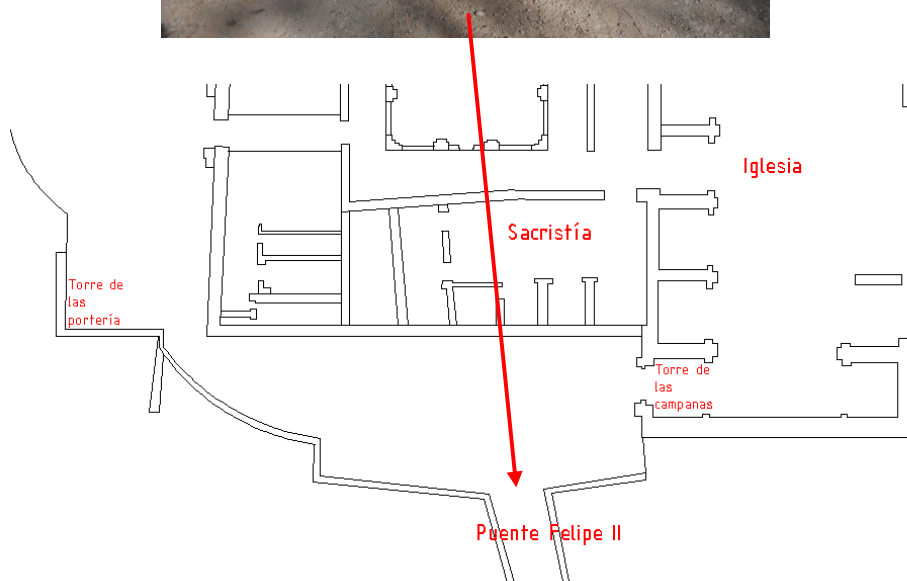 Iglesia
Sacristía
Torre de
las
portería
Torre de
las
campanas
Puente Felipe II